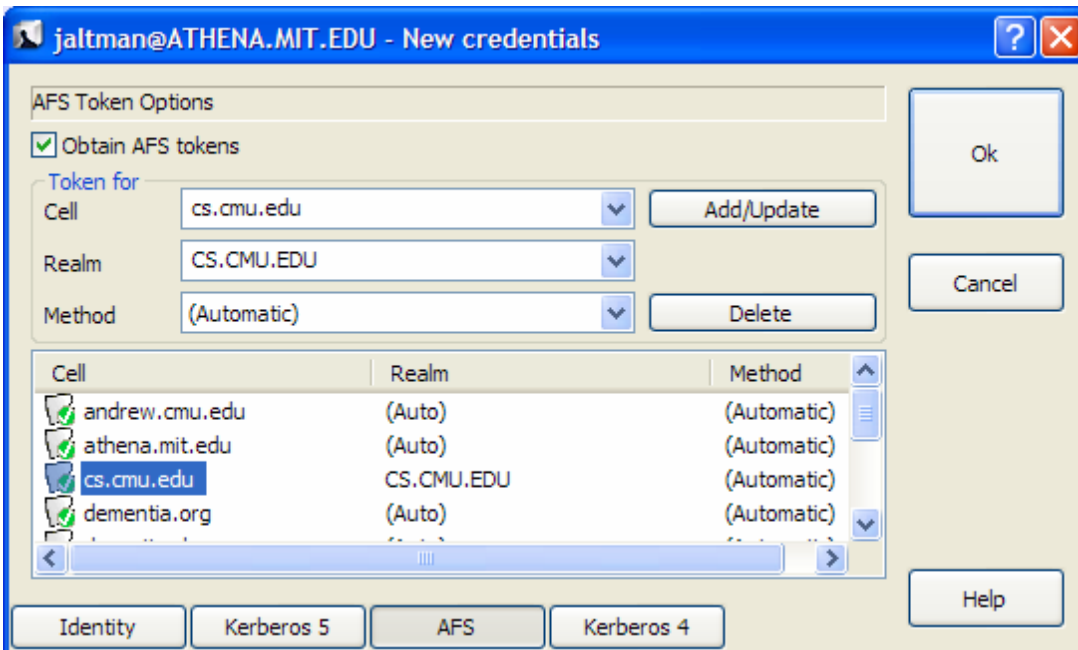 jaltman@ATHENA.MIT.EDU - New credentials
AFS Token Options
Obtain AFS tokens
Ok
Token for
Cell cs.cmu.edu Add/Update
Realm CS.CMU.EDU
Cancel
Method (Automatic) Delete
Cell Realm Method
andrew.cmu.edu (Auto) (Automatic)
athena.mit.edu (Auto) (Automatic)
cs.cmu.edu CS.CMU.EDU (Automatic)
dementia.org (Auto) (Automatic)
Help
Identity Kerberos 5 AFS Kerberos 4